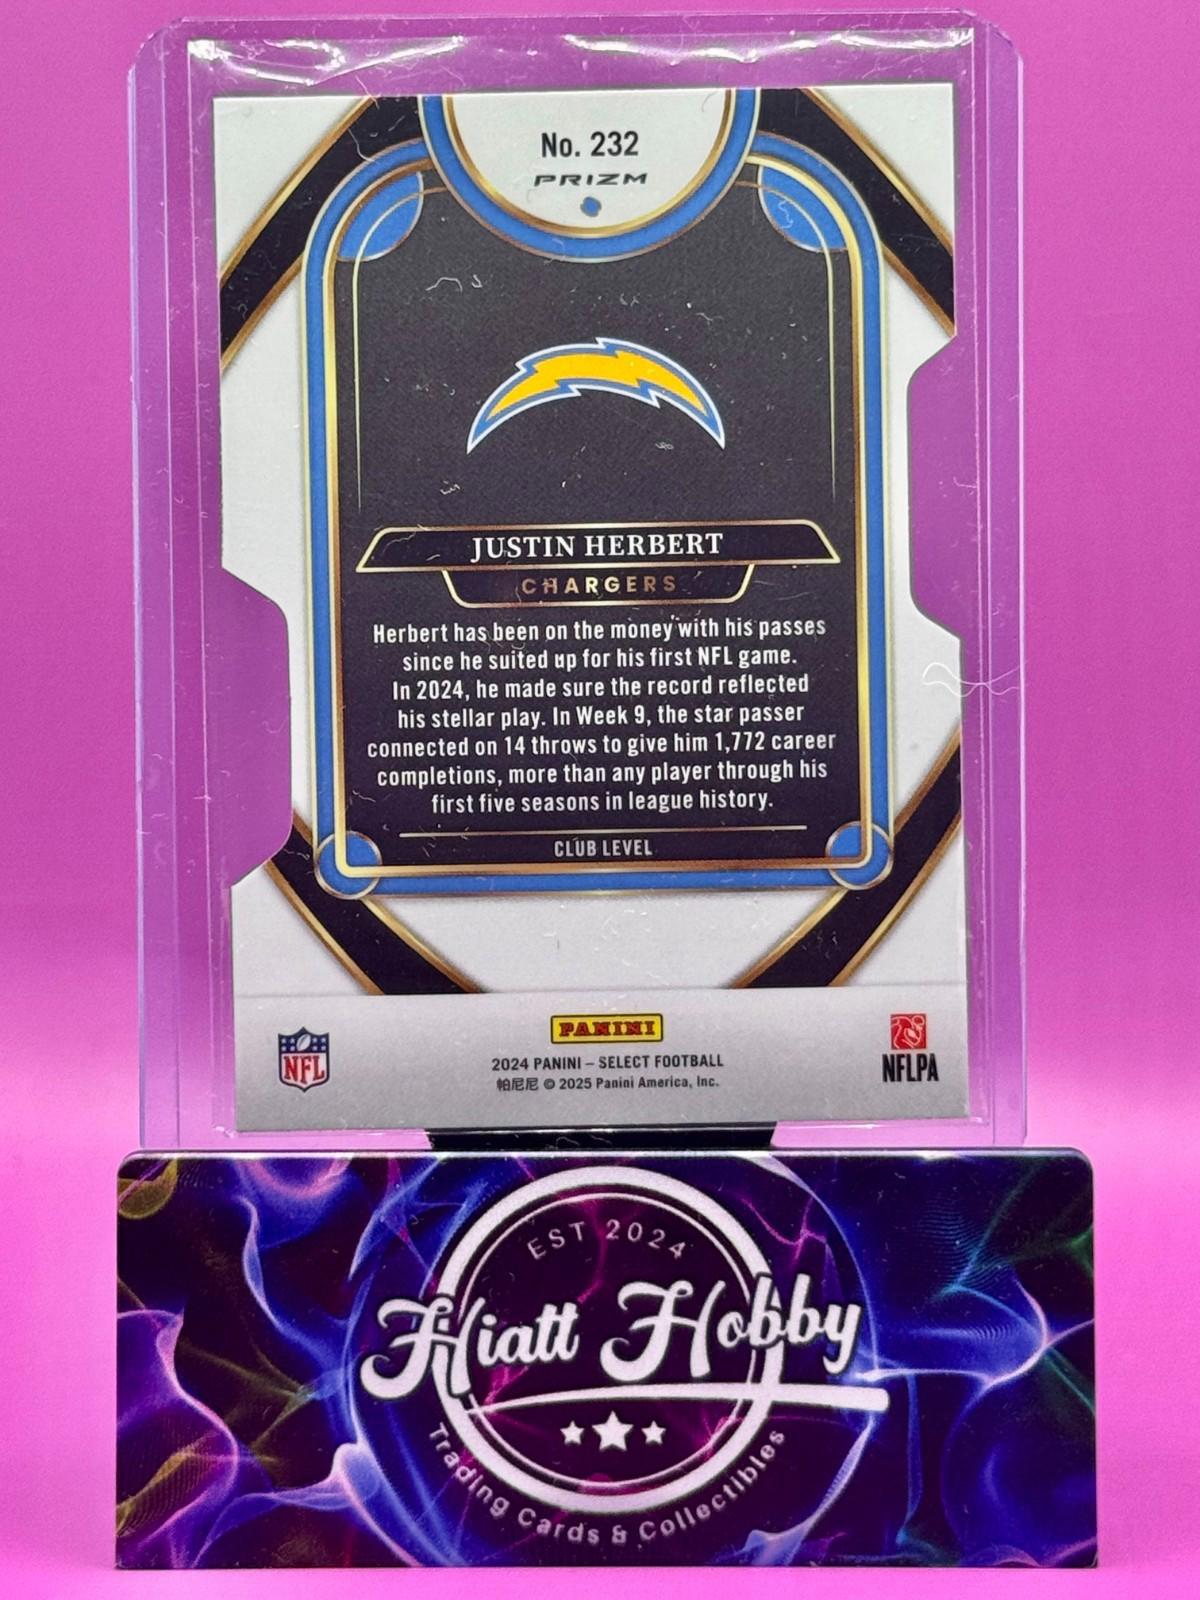 No. 232
PRIZM
JUSTIN HERBERT
CHARGERS
Herbert has been on the money with his passes
since he suited up for his first NFL game.
In 2024, he made sure the record reflected
his stellar play. In Week 9, the star passer
connected on 14 throws to give him 1,772 career
completions, more than any player through his
first five seasons in league history.
CLUB LEVEL
PANINI
NFL
2024 PANINI – SELECT FOOTBALL
帕尼尼 © 2025 Panini America, Inc.
NFLPA
EST 2024
Hiatt Hobby
Trading Cards & Collectibles